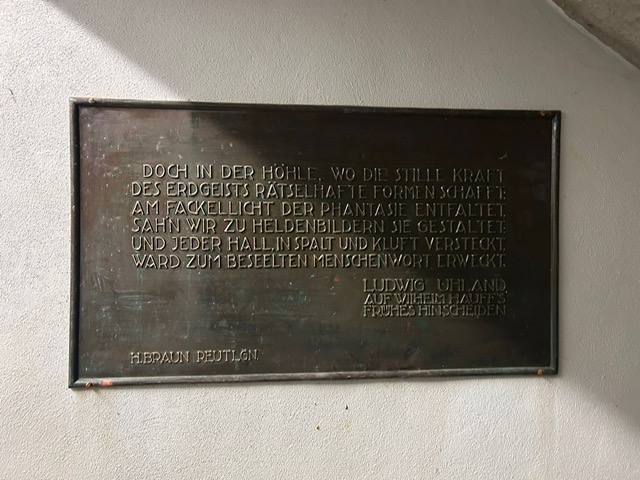 DOCH IN DER HÖHLE, WO DIE STILLE KRAFT
DES ERDGEISTS RÄTSELHAFTE FORMEN SCHAFFT:
AM FACKELLICHT DER PHANTASIE ENTFALTET,
SAHN WIR ZU HELDENBILDERN SIE GESTALTET:
UND JEDER HALL, IN SPALT UND KLUFT VERSTECKT,
WARD ZUM BESEELTEN MENSCHENWORT ERWECKT.
LUDWIG UHLAND
AUF WILHELM HAUFF'S
FRÜHES HINSCHEIDEN
H. BRAUN REUTLGN.